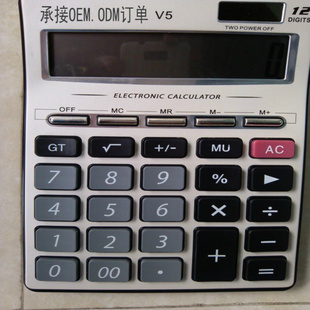 承接OEM.ODM订单 V5
12
DIGITS
TWO POWER OFF
0
ELECTRONIC CALCULATOR
OFF MC MR M- M+
GT √ +/- MU AC
7 8 9 % ▶
4 5 6 × ÷
1 2 3 + -
0 00 · =